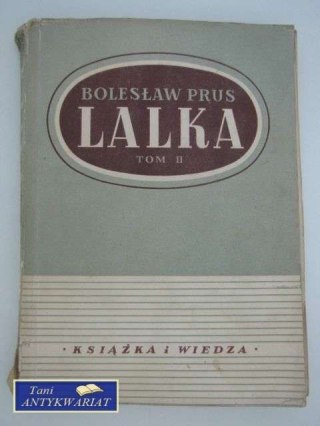 BOLESŁAW PRUS
LALKA
TOM II
· KSIĄŻKA i WIEDZA ·
Tani
ANTYKWARIAT